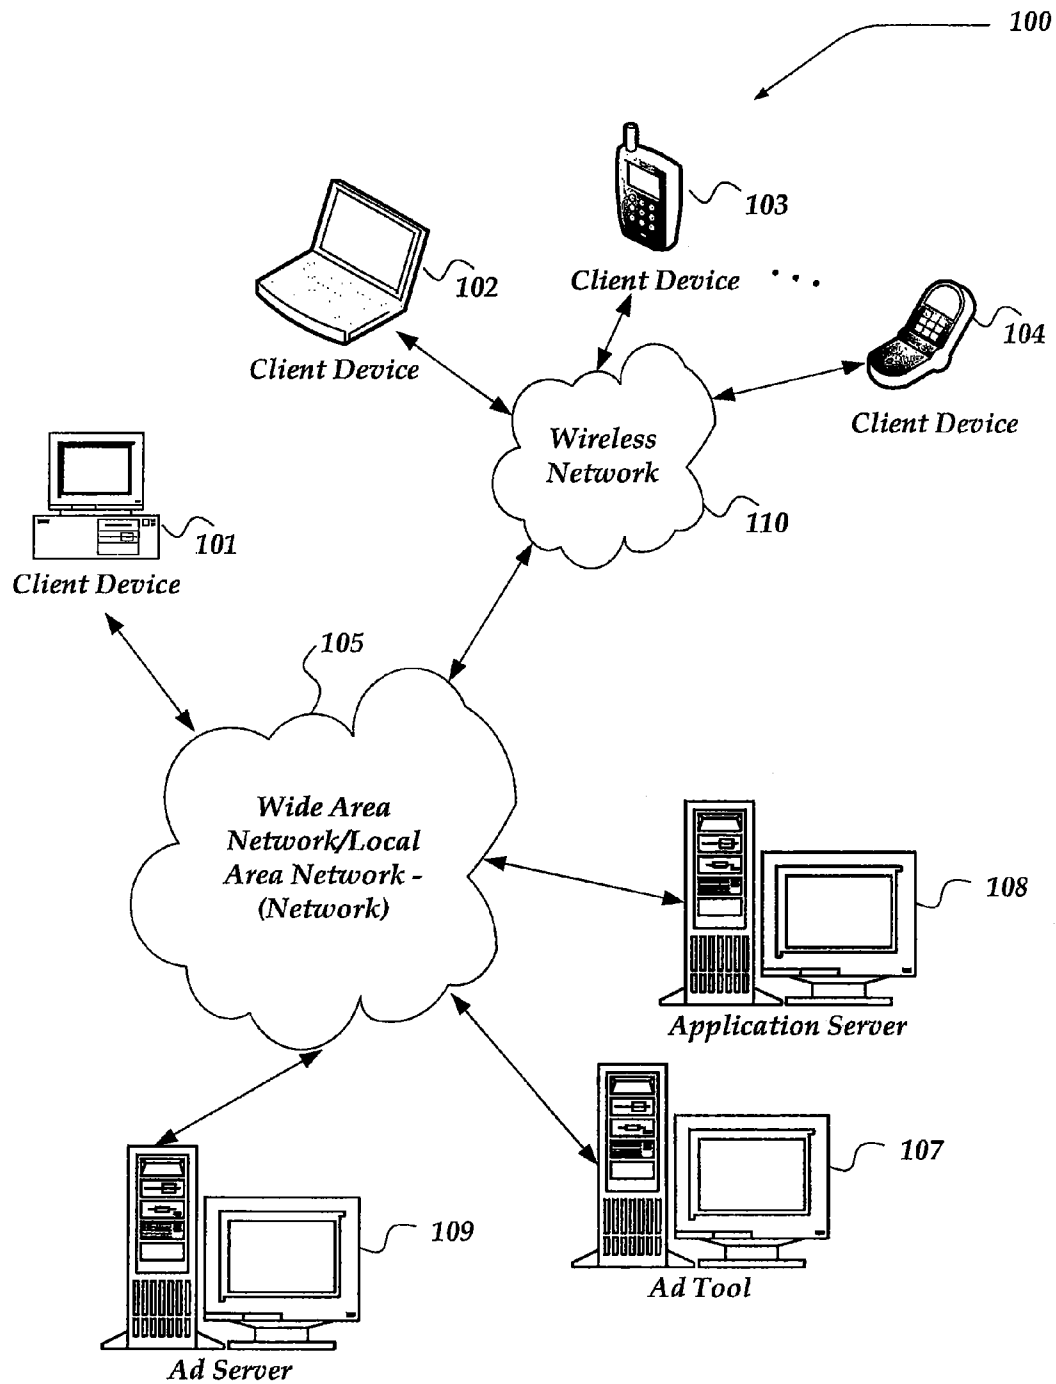 100
103
Client Device
. . .
102
Client Device
104
Client Device
Wireless
Network
110
101
Client Device
105
Wide Area
Network/Local
Area Network -
(Network)
108
Application Server
107
Ad Tool
109
Ad Server